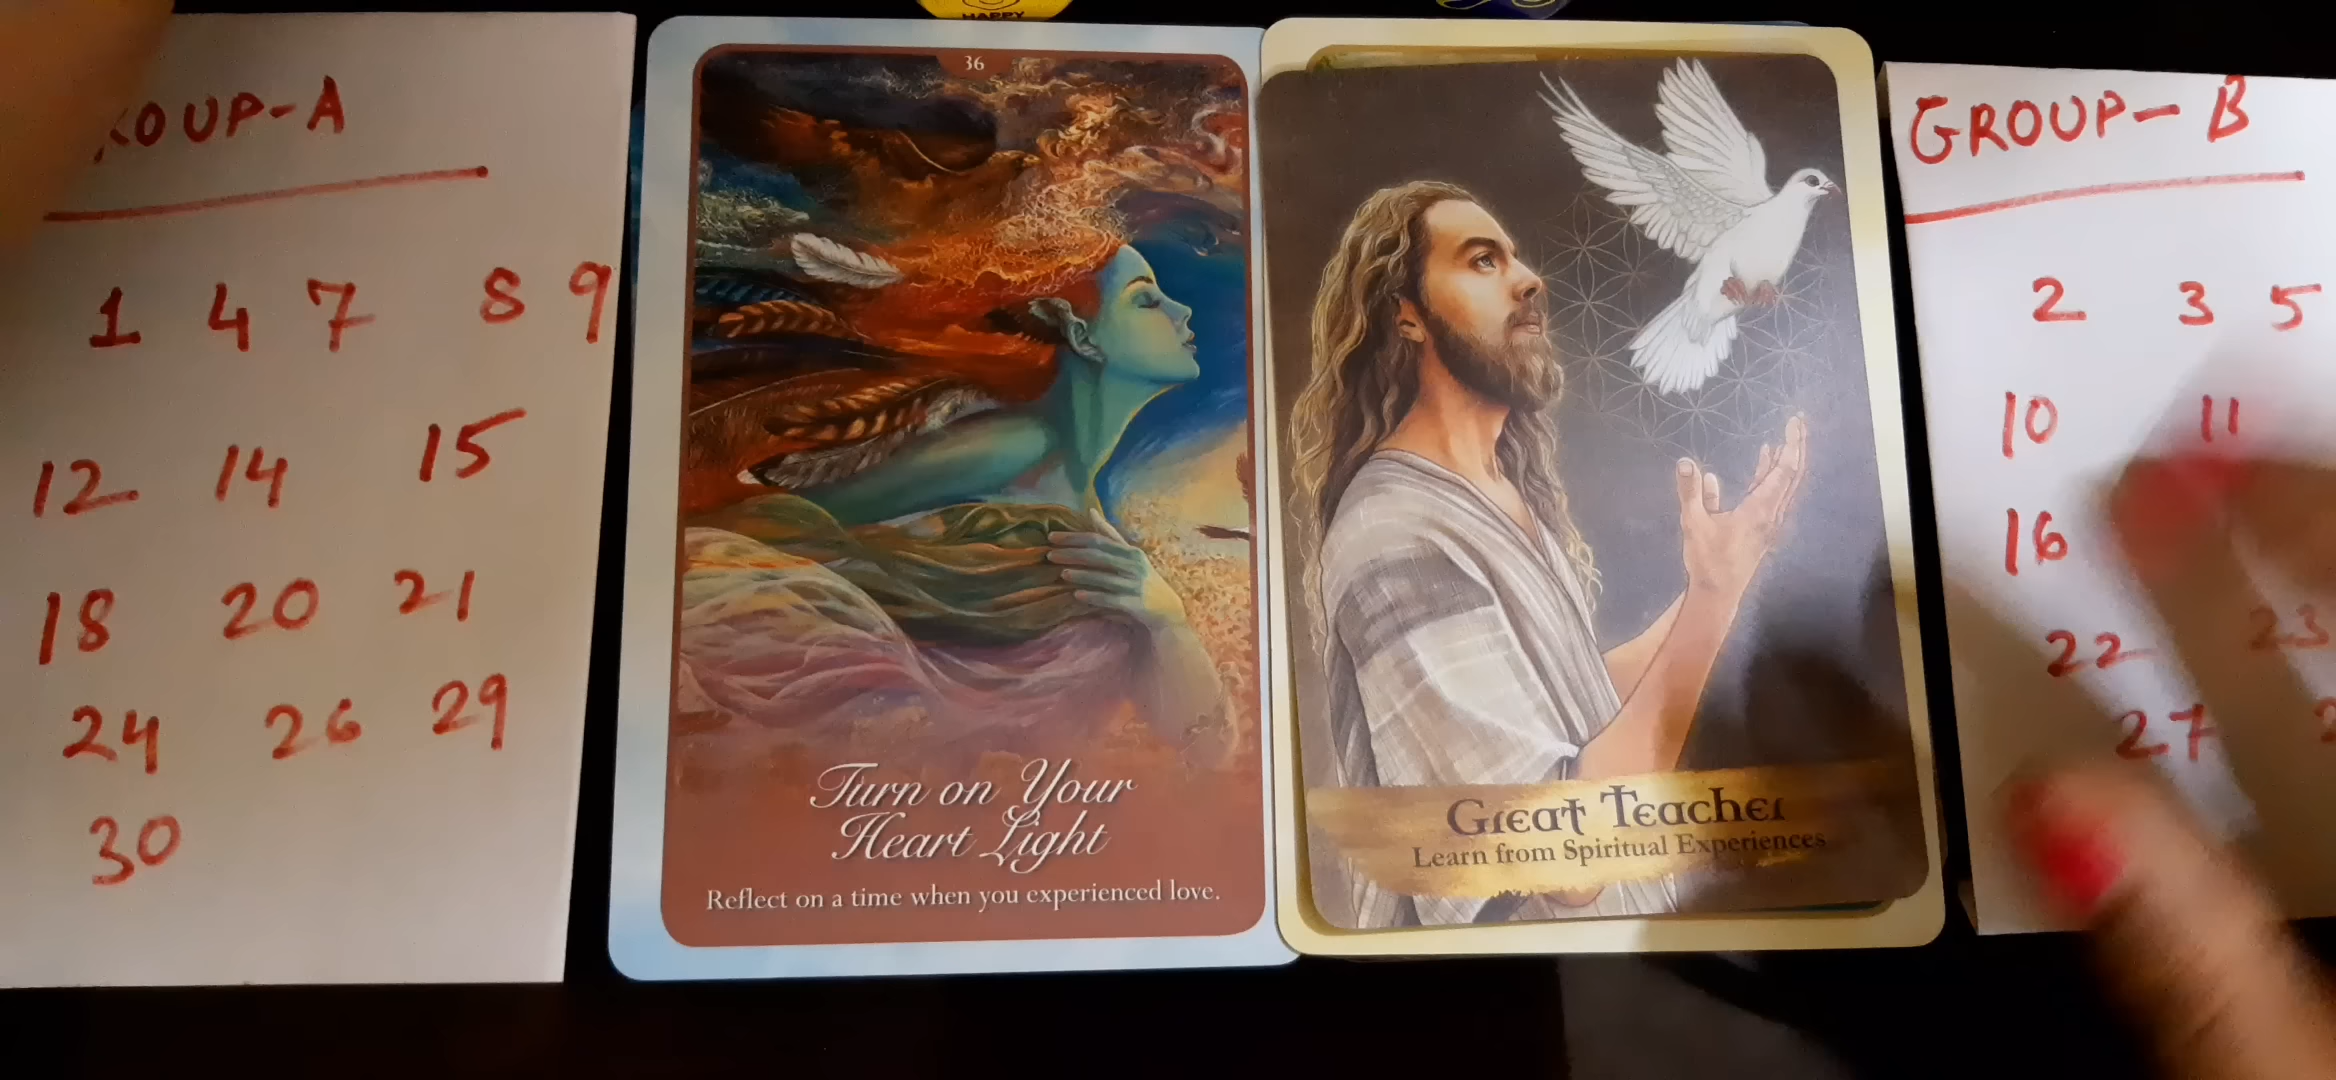 HAPPY
ROUP-A
1 4 7 8 9
12 14 15
18 20 21
24 26 29
30
36
Turn on Your
Heart Light
Reflect on a time when you experienced love.
Great Teacher
Learn from Spiritual Experiences
GROUP- B
2 3 5
10 11
16
22 23
27